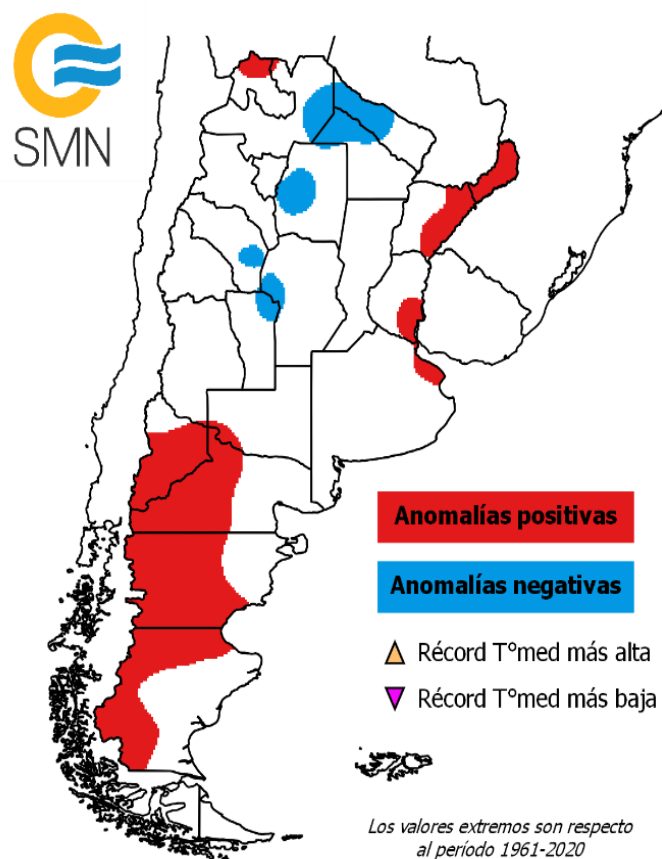 SMN
Anomalías positivas
Anomalías negativas
Récord T°med más alta
Récord T°med más baja
Los valores extremos son respecto
al período 1961-2020